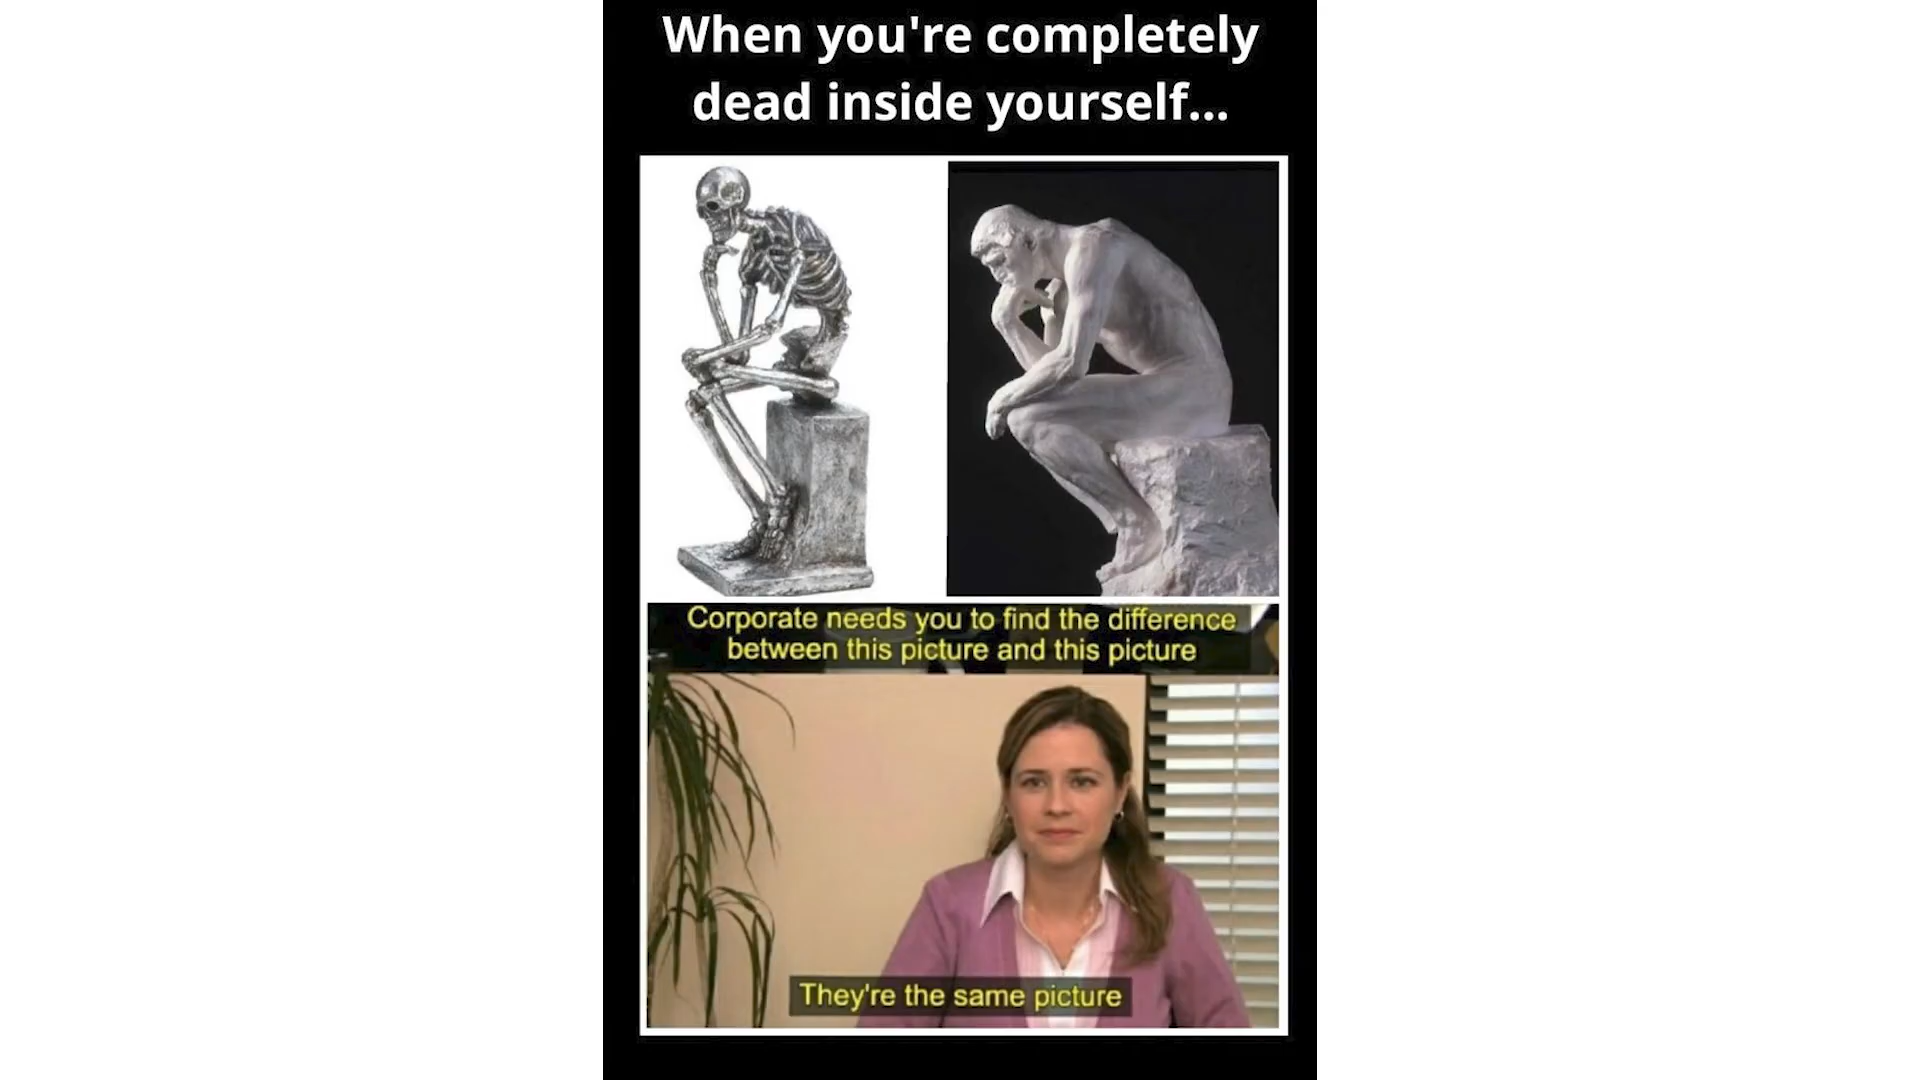 When you're completely
dead inside yourself...
Corporate needs you to find the difference
between this picture and this picture
They're the same picture